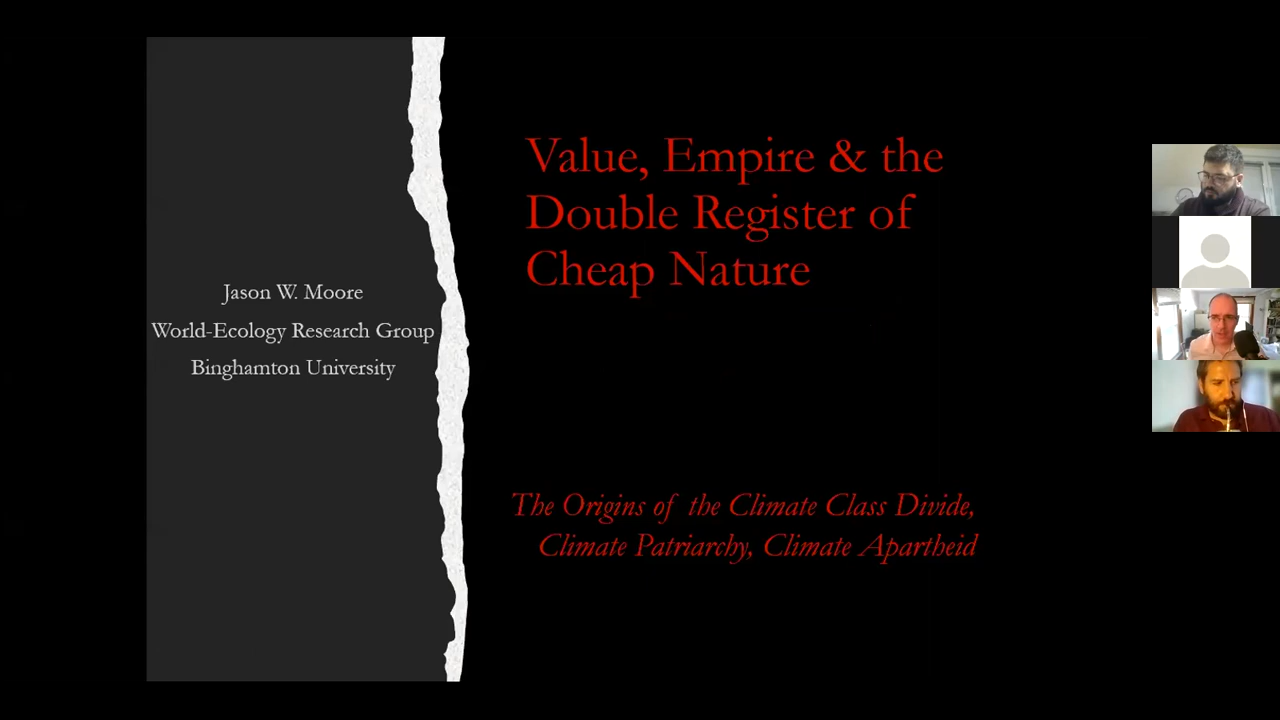 Jason W. Moore
World-Ecology Research Group
Binghamton University
Value, Empire & the
Double Register of
Cheap Nature
The Origins of the Climate Class Divide,
Climate Patriarchy, Climate Apartheid